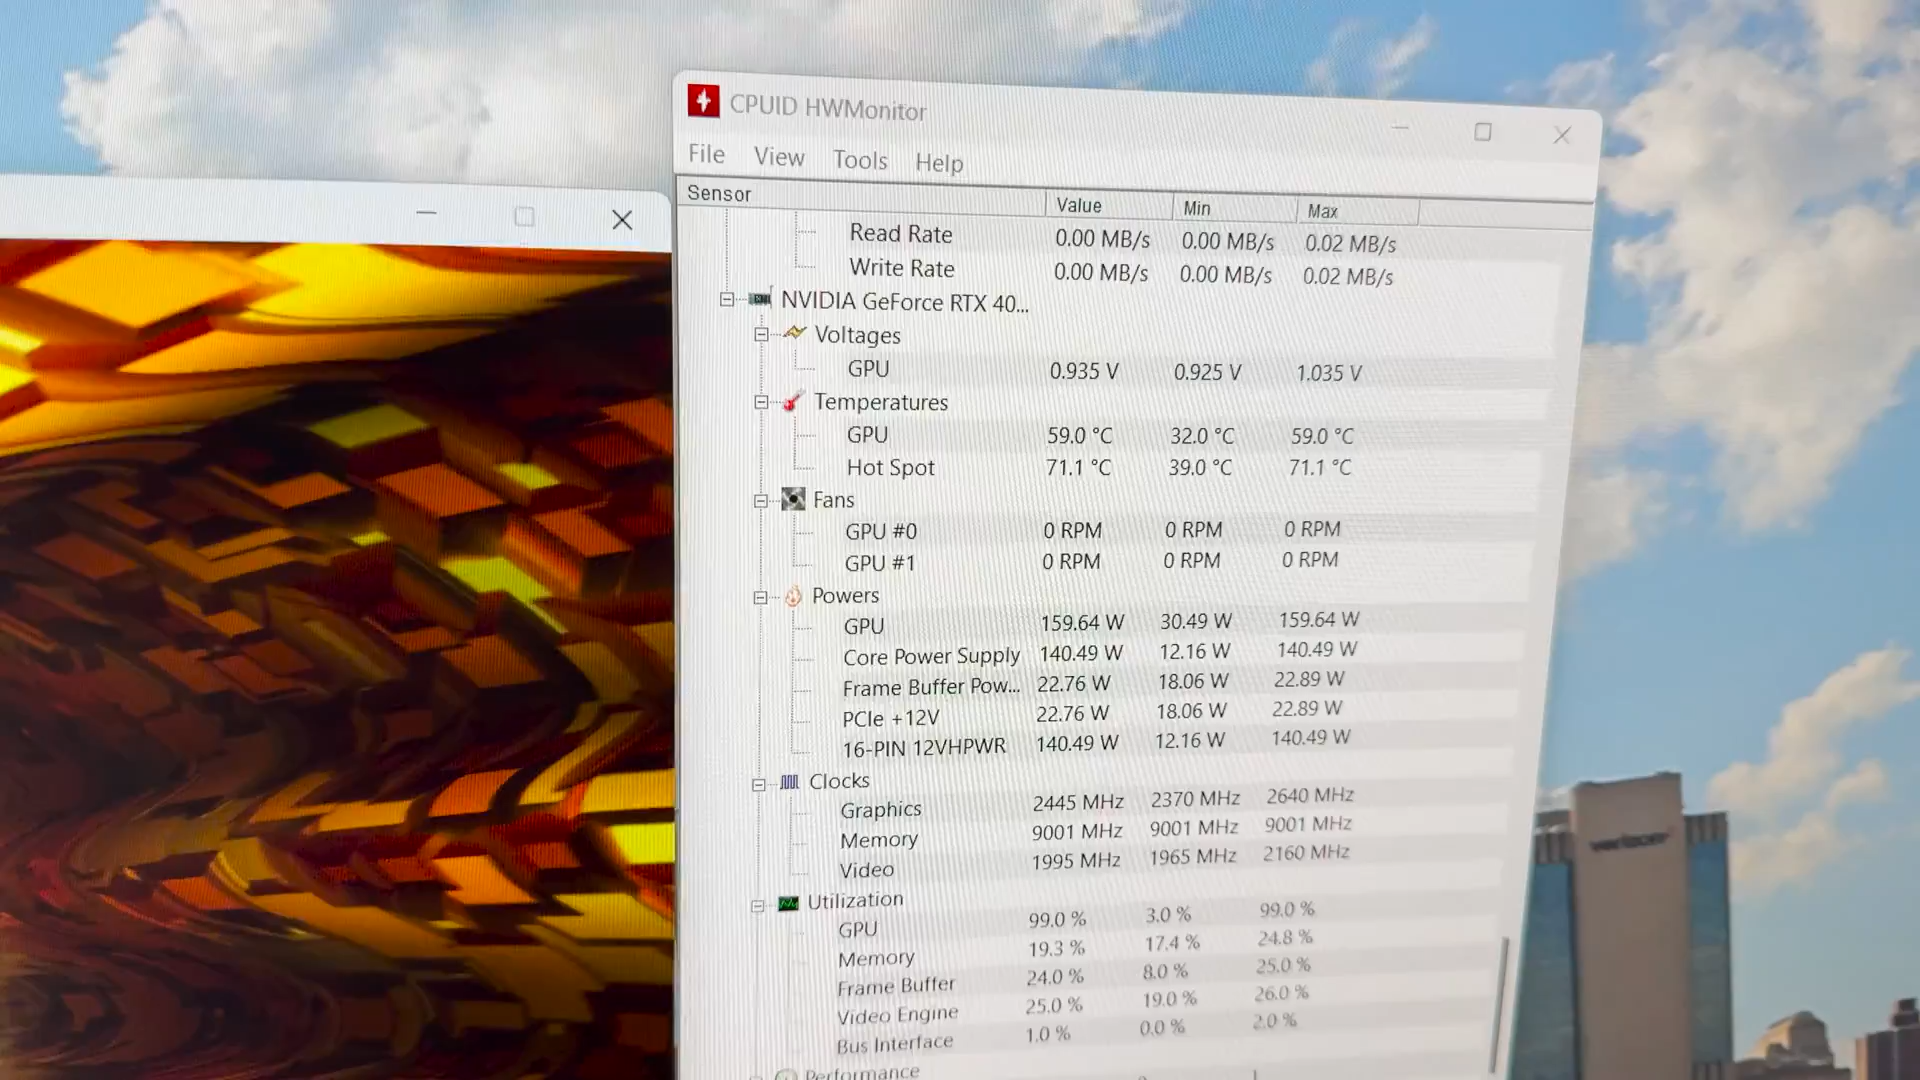 CPUID HWMonitor
File View Tools Help
Sensor Value Min Max
Read Rate 0.00 MB/s 0.00 MB/s 0.02 MB/s
Write Rate 0.00 MB/s 0.00 MB/s 0.02 MB/s
NVIDIA GeForce RTX 40...
Voltages
GPU 0.935 V 0.925 V 1.035 V
Temperatures
GPU 59.0 °C 32.0 °C 59.0 °C
Hot Spot 71.1 °C 39.0 °C 71.1 °C
Fans
GPU #0 0 RPM 0 RPM 0 RPM
GPU #1 0 RPM 0 RPM 0 RPM
Powers
GPU 159.64 W 30.49 W 159.64 W
Core Power Supply 140.49 W 12.16 W 140.49 W
Frame Buffer Pow... 22.76 W 18.06 W 22.89 W
PCIe +12V 22.76 W 18.06 W 22.89 W
16-PIN 12VHPWR 140.49 W 12.16 W 140.49 W
Clocks
Graphics 2445 MHz 2370 MHz 2640 MHz
Memory 9001 MHz 9001 MHz 9001 MHz
Video 1995 MHz 1965 MHz 2160 MHz
Utilization
GPU 99.0 % 3.0 % 99.0 %
Memory 19.3 % 17.4 % 24.8 %
Frame Buffer 24.0 % 8.0 % 25.0 %
Video Engine 25.0 % 19.0 % 26.0 %
Bus Interface 1.0 % 0.0 % 2.0 %
Performance
verizon